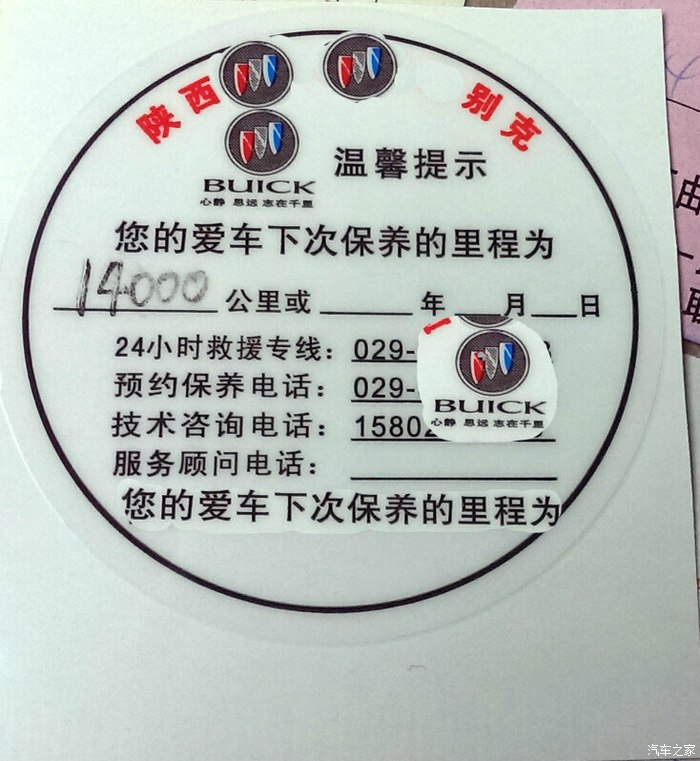 陕西 别克
BUICK
心静 思远 志在千里
温馨提示
您的爱车下次保养的里程为
14000 公里或 年 月 日
24小时救援专线：029-
预约保养电话：029-
技术咨询电话：15802
BUICK
心静 思远 志在千里
服务顾问电话：
您的爱车下次保养的里程为
汽车之家